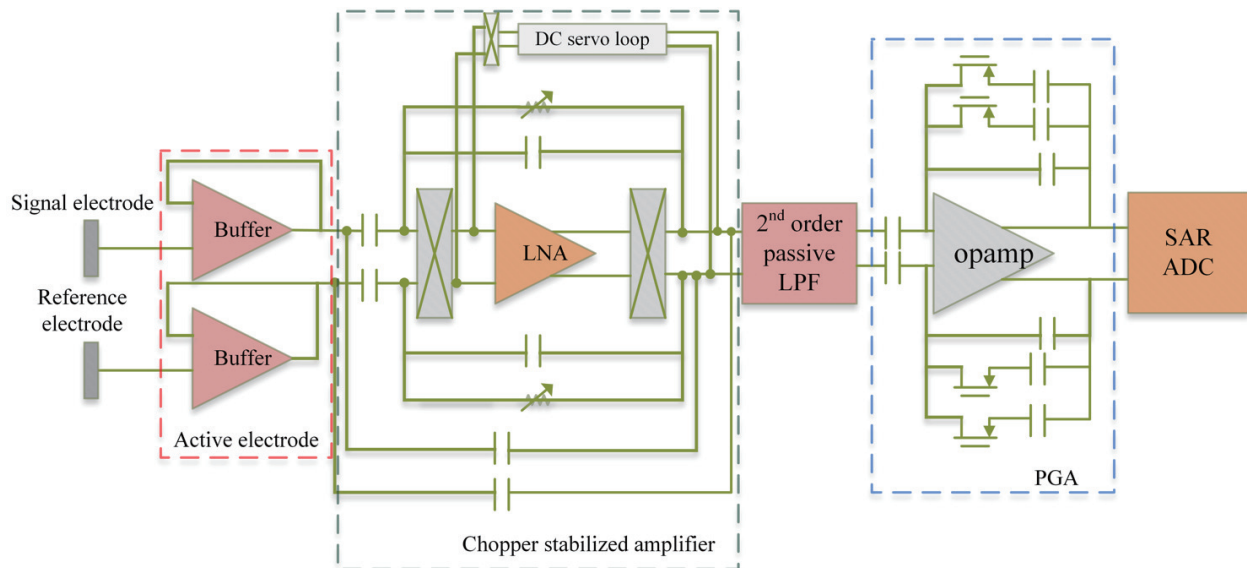 DC servo loop
Signal electrode
Buffer
Reference
electrode
Buffer
Active electrode
LNA
2nd order
passive
LPF
opamp
SAR
ADC
PGA
Chopper stabilized amplifier